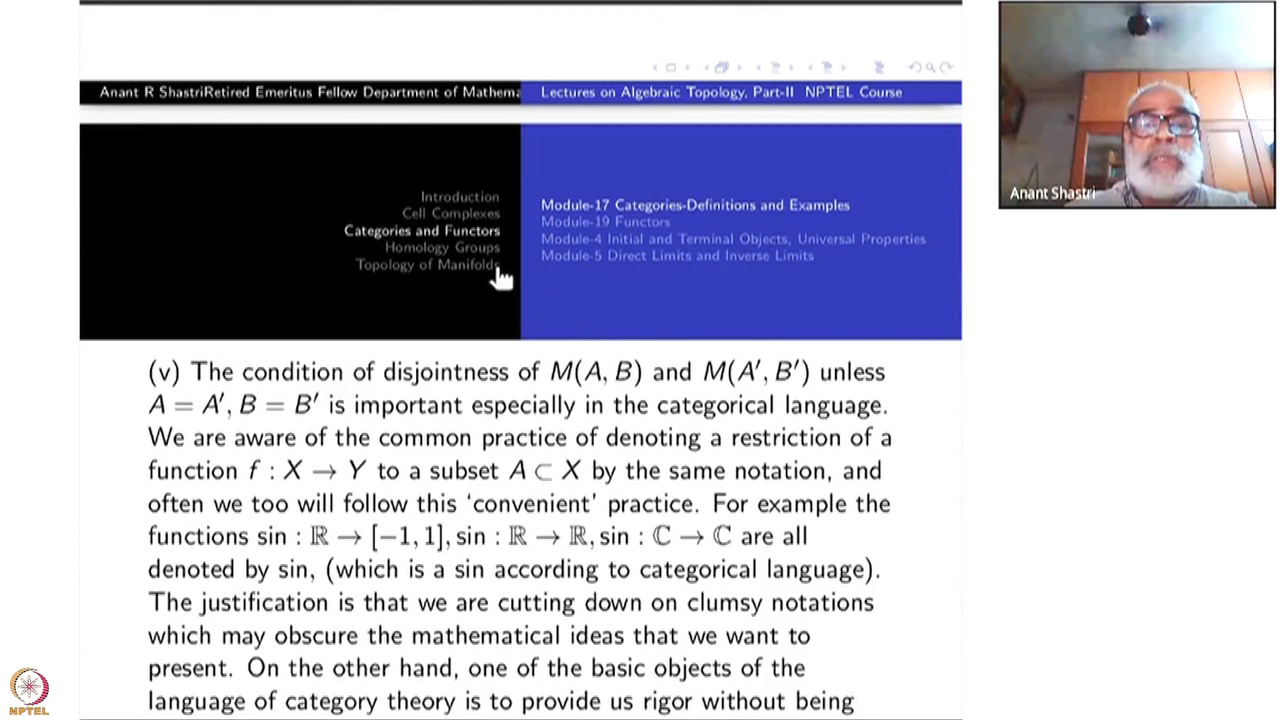 Anant R ShastriRetired Emeritus Fellow Department of Mathema
Lectures on Algebraic Topology, Part-II NPTEL Course
Introduction
Cell Complexes
Categories and Functors
Homology Groups
Topology of Manifolds
Module-17 Categories-Definitions and Examples
Module-19 Functors
Module-4 Initial and Terminal Objects, Universal Properties
Module-5 Direct Limits and Inverse Limits
(v) The condition of disjointness of M(A, B) and M(A′, B′) unless
A = A′, B = B′ is important especially in the categorical language.
We are aware of the common practice of denoting a restriction of a
function f : X → Y to a subset A ⊂ X by the same notation, and
often we too will follow this ‘convenient’ practice. For example the
functions sin : ℝ → [−1, 1], sin : ℝ → ℝ, sin : ℂ → ℂ are all
denoted by sin, (which is a sin according to categorical language).
The justification is that we are cutting down on clumsy notations
which may obscure the mathematical ideas that we want to
present. On the other hand, one of the basic objects of the
language of category theory is to provide us rigor without being
Anant Shastri
NPTEL